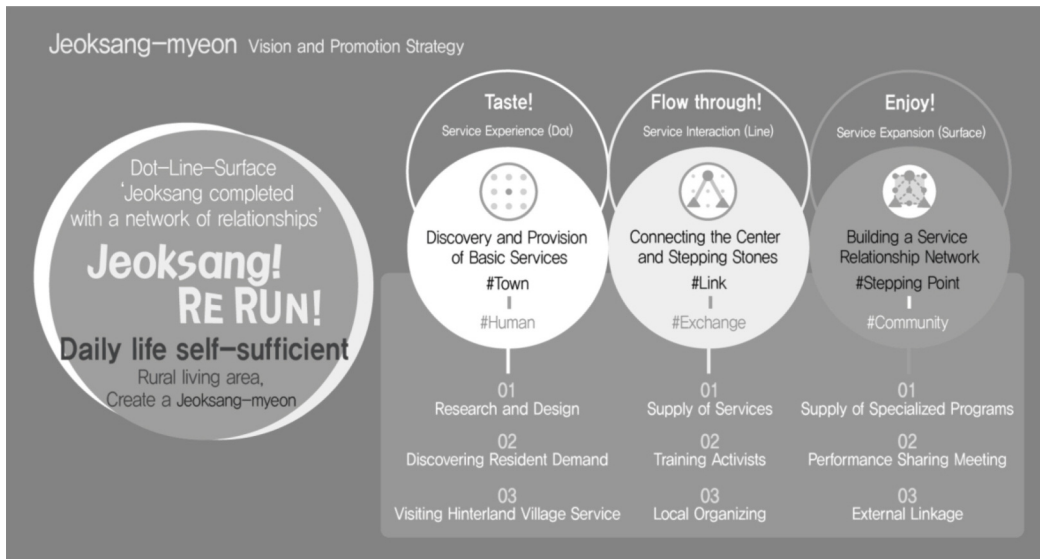 Jeoksang-myeon Vision and Promotion Strategy
Dot-Line-Surface
'Jeoksang completed
with a network of relationships'
Jeoksang!
RE RUN!
Daily life self-sufficient
Rural living area,
Create a Jeoksang-myeon
Taste!
Service Experience (Dot)
Discovery and Provision
of Basic Services
#Town
#Human
01
Research and Design
02
Discovering Resident Demand
03
Visiting Hinterland Village Service
Flow through!
Service Interaction (Line)
Connecting the Center
and Stepping Stones
#Link
#Exchange
01
Supply of Services
02
Training Activists
03
Local Organizing
Enjoy!
Service Expansion (Surface)
Building a Service
Relationship Network
#Stepping Point
#Community
01
Supply of Specialized Programs
02
Performance Sharing Meeting
03
External Linkage